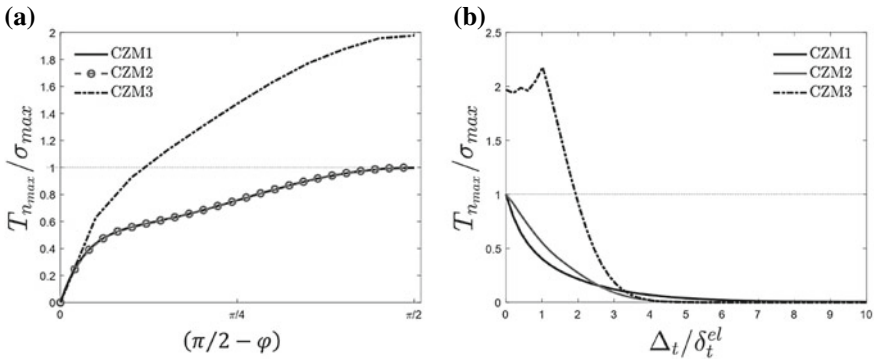 (a)
2
1.8
1.6
1.4
1.2
1
0.8
0.6
0.4
0.2
0
T_{n_{max}}/σ_{max}
CZM1
CZM2
CZM3
0
π/4
π/2
(π/2 − φ)
(b)
2.5
2
1.5
1
0.5
0
T_{n_{max}}/σ_{max}
CZM1
CZM2
CZM3
0 1 2 3 4 5 6 7 8 9 10
Δ_t/δ_t^{el}